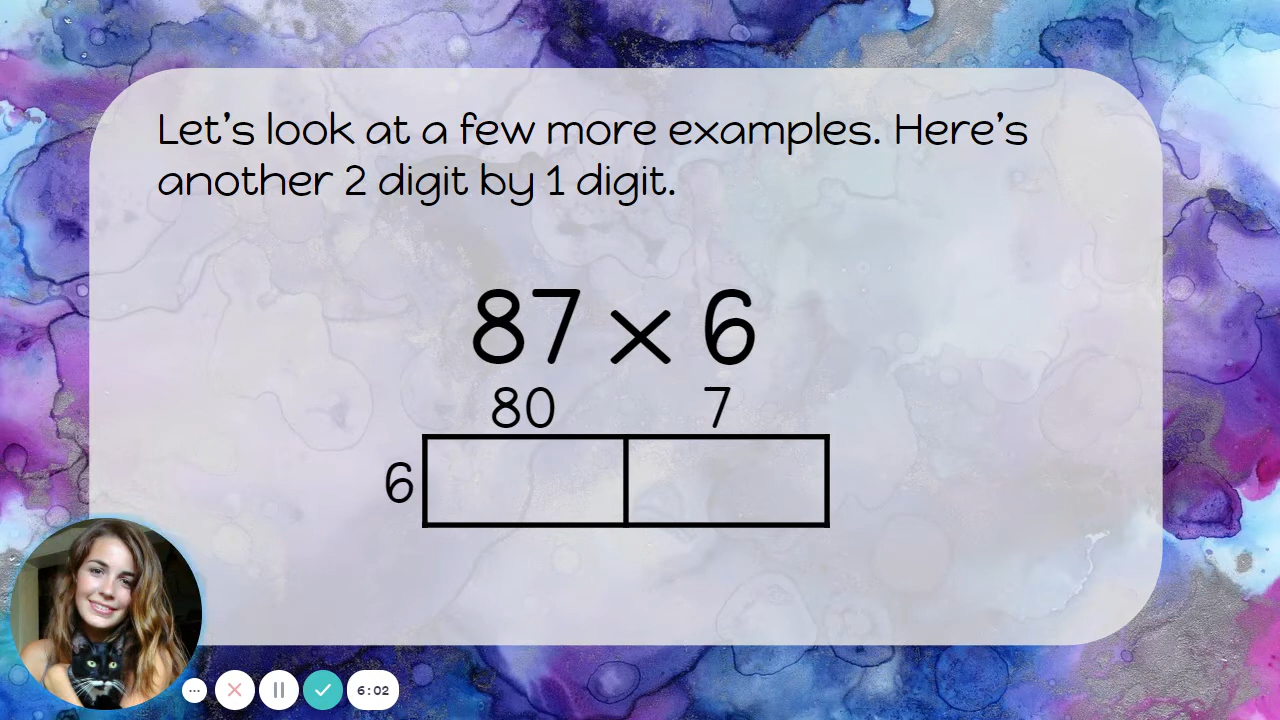 Let's look at a few more examples. Here's
another 2 digit by 1 digit.
87 × 6
80 7
6
6:02